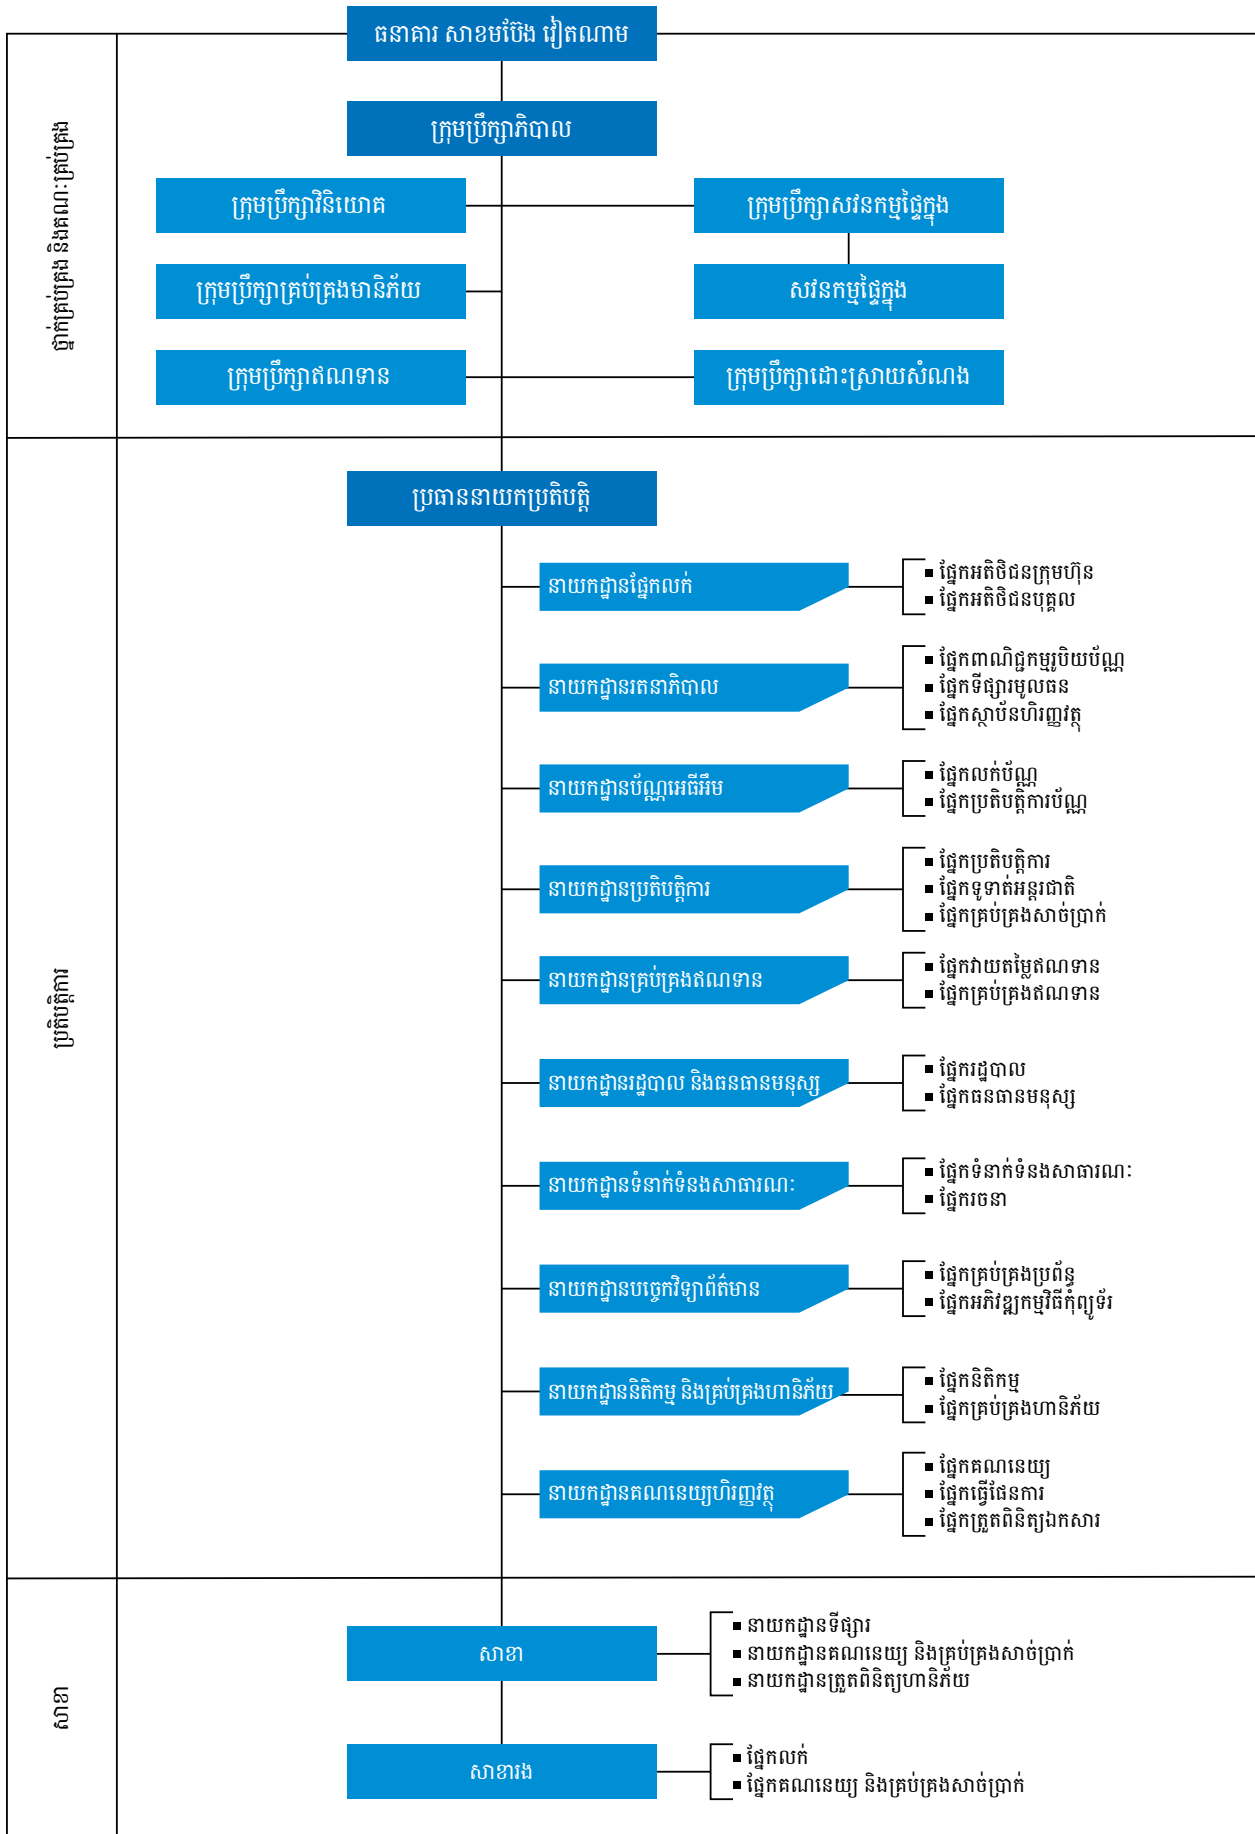 ធនាគារ សាខមប៊ែង វៀតណាម
ក្រុមប្រឹក្សាភិបាល
ថ្នាក់គ្រប់គ្រង និងគណៈគ្រប់គ្រង
ក្រុមប្រឹក្សាវិនិយោគ
ក្រុមប្រឹក្សាសវនកម្មផ្ទៃក្នុង
ក្រុមប្រឹក្សាគ្រប់គ្រងមានិភ័យ
សវនកម្មផ្ទៃក្នុង
ក្រុមប្រឹក្សាឥណទាន
ក្រុមប្រឹក្សាដោះស្រាយសំណង
ប្រតិបត្តិការ
ប្រធាននាយកប្រតិបត្តិ
នាយកដ្ឋានផ្នែកលក់
ផ្នែកអតិថិជនក្រុមហ៊ុន
ផ្នែកអតិថិជនបុគ្គល
នាយកដ្ឋានរតនាភិបាល
ផ្នែកពាណិជ្ជកម្មរូបិយប័ណ្ណ
ផ្នែកទីផ្សារមូលធន
ផ្នែកស្ថាប័នហិរញ្ញវត្ថុ
នាយកដ្ឋានប័ណ្ណអេធីអឹម
ផ្នែកលក់ប័ណ្ណ
ផ្នែកប្រតិបត្តិការប័ណ្ណ
នាយកដ្ឋានប្រតិបត្តិការ
ផ្នែកប្រតិបត្តិការ
ផ្នែកទូទាត់អន្តរជាតិ
ផ្នែកគ្រប់គ្រងសាច់ប្រាក់
នាយកដ្ឋានគ្រប់គ្រងឥណទាន
ផ្នែកវាយតម្លៃឥណទាន
ផ្នែកគ្រប់គ្រងឥណទាន
នាយកដ្ឋានរដ្ឋបាល និងធនធានមនុស្ស
ផ្នែករដ្ឋបាល
ផ្នែកធនធានមនុស្ស
នាយកដ្ឋានទំនាក់ទំនងសាធារណៈ
ផ្នែកទំនាក់ទំនងសាធារណៈ
ផ្នែករចនា
នាយកដ្ឋានបច្ចេកវិទ្យាព័ត៌មាន
ផ្នែកគ្រប់គ្រងប្រព័ន្ធ
ផ្នែកអភិវឌ្ឍកម្មវិធីកុំព្យូទ័រ
នាយកដ្ឋាននិតិកម្ម និងគ្រប់គ្រងហានិភ័យ
ផ្នែកនិតិកម្ម
ផ្នែកគ្រប់គ្រងហានិភ័យ
នាយកដ្ឋានគណនេយ្យហិរញ្ញវត្ថុ
ផ្នែកគណនេយ្យ
ផ្នែកធ្វើផែនការ
ផ្នែកត្រួតពិនិត្យឯកសារ
សាខា
សាខា
នាយកដ្ឋានទីផ្សារ
នាយកដ្ឋានគណនេយ្យ និងគ្រប់គ្រងសាច់ប្រាក់
នាយកដ្ឋានត្រួតពិនិត្យហានិភ័យ
សាខារង
ផ្នែកលក់
ផ្នែកគណនេយ្យ និងគ្រប់គ្រងសាច់ប្រាក់